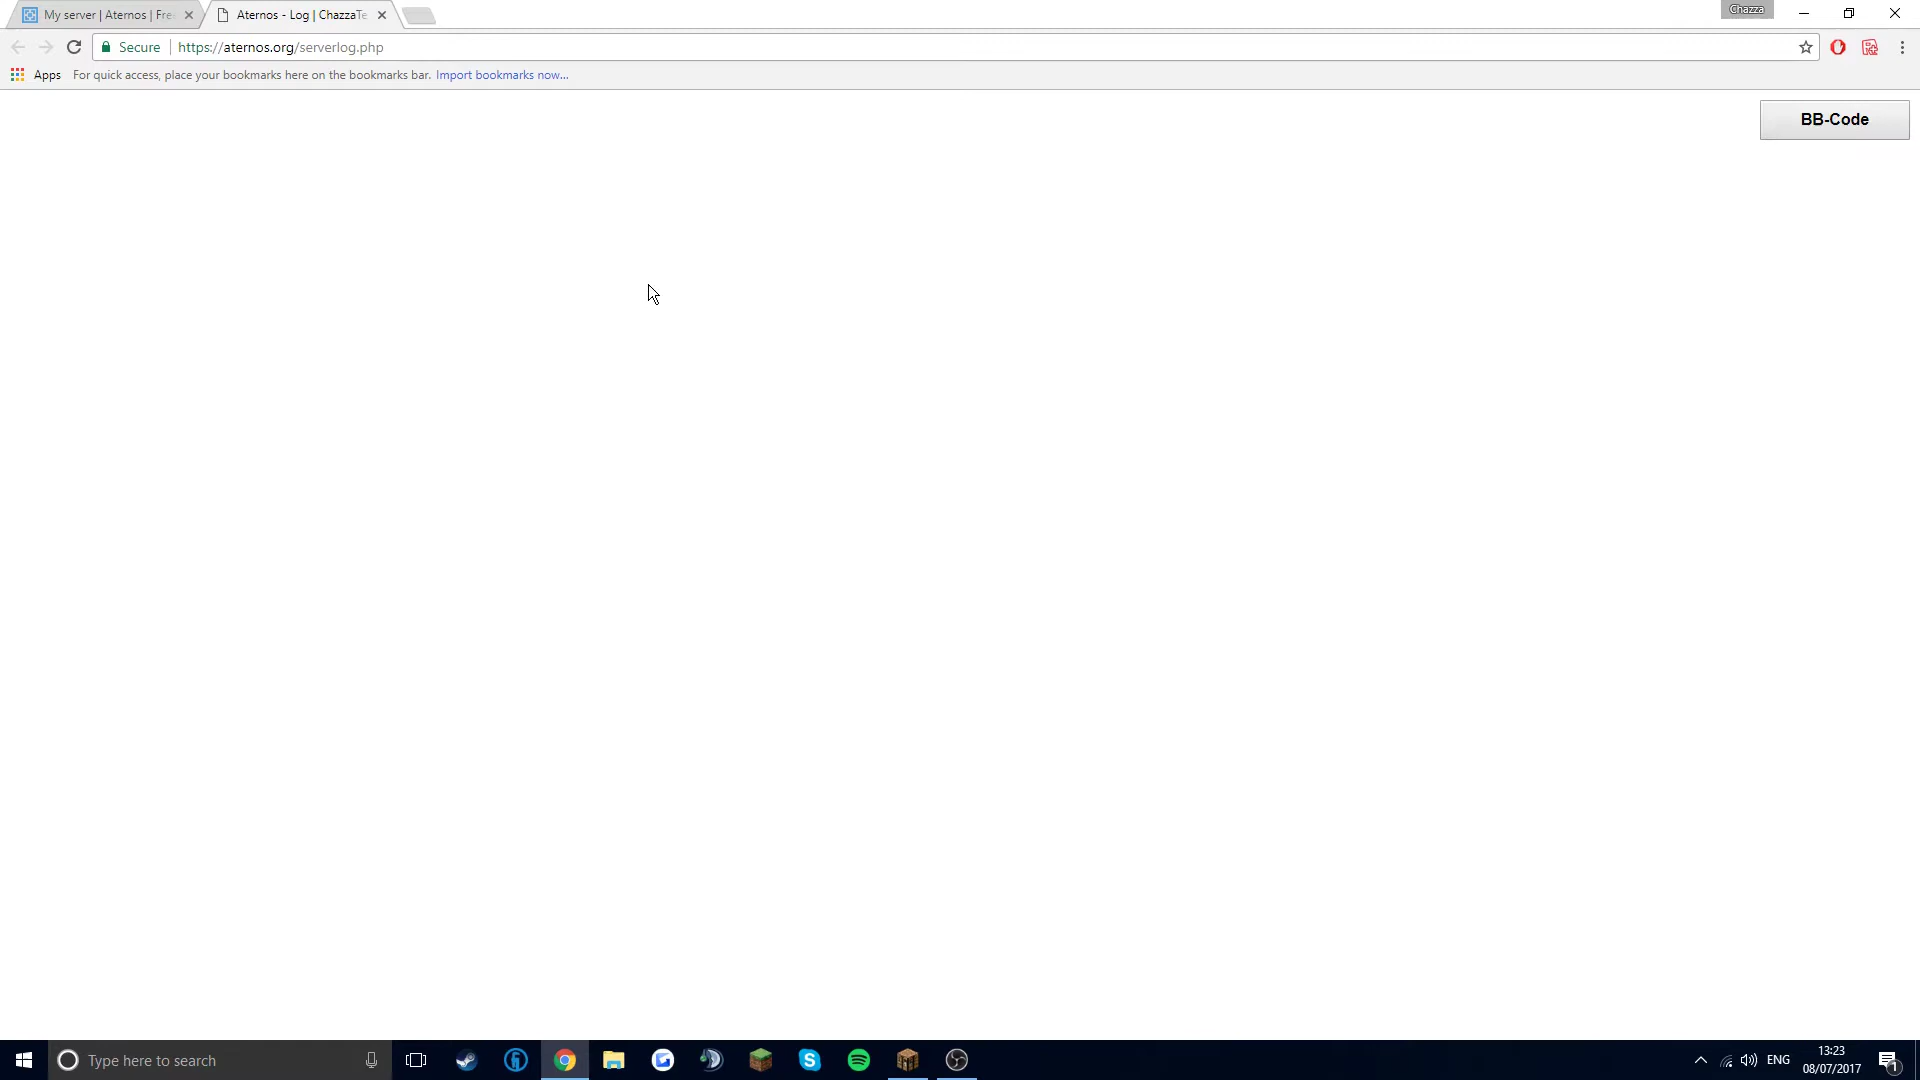 My server | Aternos | Fre
Aternos - Log | ChazzaTe
Chazza
Secure
https://aternos.org/serverlog.php
Apps
For quick access, place your bookmarks here on the bookmarks bar. Import bookmarks now...
BB-Code
Type here to search
ENG
13:23
08/07/2017
1